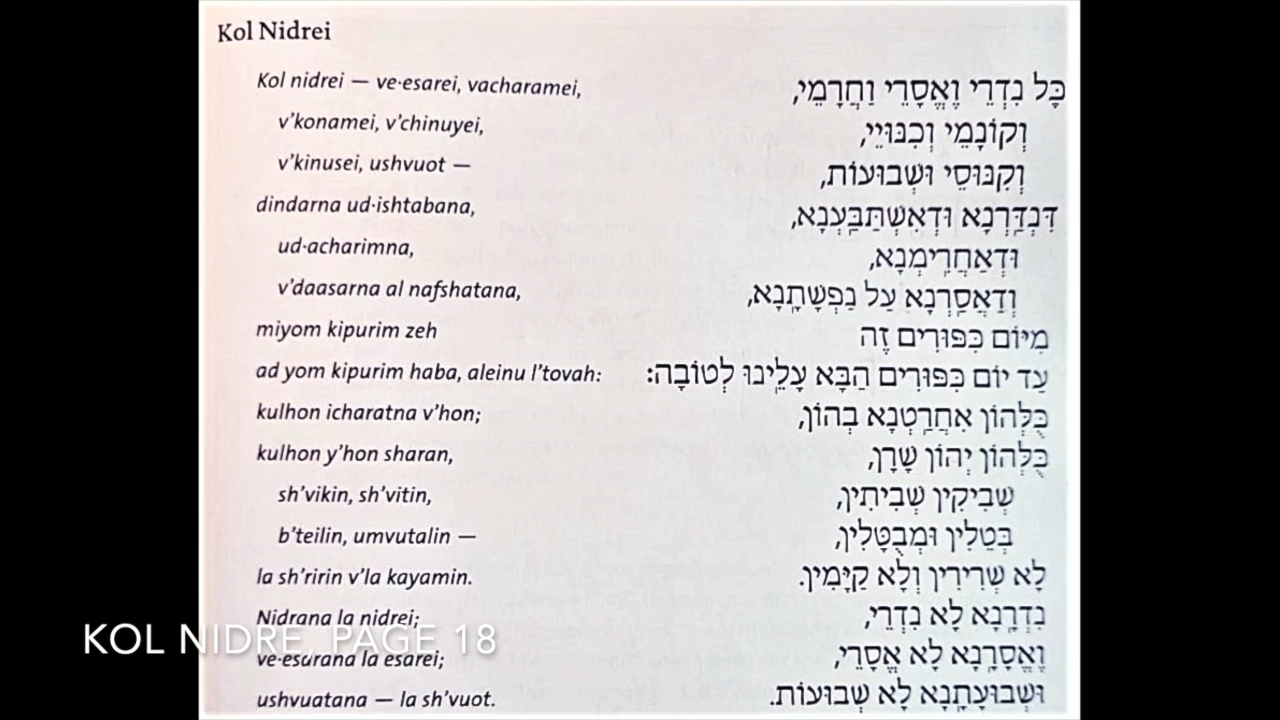 Kol Nidrei
Kol nidrei — ve·esarei, vacharamei,
v’konamei, v’chinuyei,
v’kinusei, ushvuot —
dindarna ud·ishtabana,
ud·acharimna,
v’daasarna al nafshatana,
miyom kipurim zeh
ad yom kipurim haba, aleinu l’tovah:
kulhon icharatna v’hon;
kulhon y’hon sharan,
sh’vikin, sh’vitin,
b’teilin, umvutalin —
la sh’ririn v’la kayamin.
Nidrana la nidrei;
ve·esarana la esarei;
ushvuatana — la sh’vuot.
כׇּל נִדְרֵי וֶאֱסָרֵי וַחֲרָמֵי,
וְקוֹנָמֵי וְכִנּוּיֵי,
וְקִנּוּסֵי וּשְׁבוּעוֹת,
דִּנְדַּֽרְנָא וּדְאִשְׁתַּבַּֽעְנָא,
וּדְאַחֲרִֽימְנָא,
וְדַאֲסַֽרְנָא עַל נַפְשָׁתָֽנָא,
מִיּוֹם כִּפּוּרִים זֶה
עַד יוֹם כִּפּוּרִים הַבָּא עָלֵֽינוּ לְטוֹבָה:
כֻּלְּהוֹן אִחֲרַֽטְנָא בְהוֹן,
כֻּלְּהוֹן יְהוֹן שָׁרָן,
שְׁבִיקִין שְׁבִיתִין,
בְּטֵלִין וּמְבֻטָּלִין,
לָא שְׁרִירִין וְלָא קַיָּמִין.
נִדְרָֽנָא לָא נִדְרֵי,
וֶאֱסָרָֽנָא לָא אֱסָרֵי,
וּשְׁבוּעָתָֽנָא לָא שְׁבוּעוֹת.
KOL NIDRE, PAGE 18